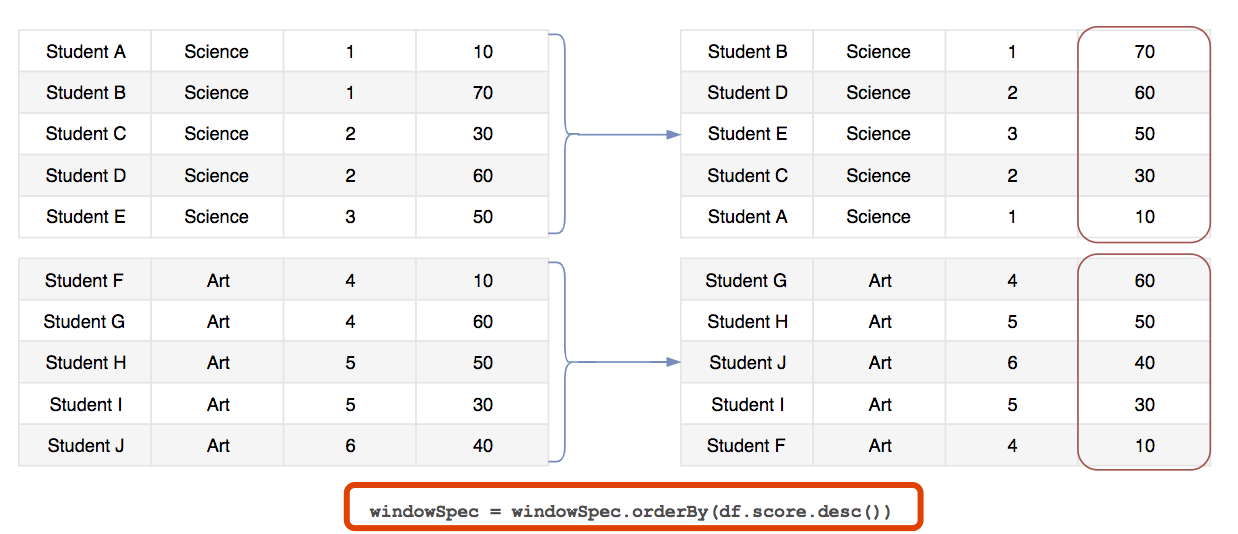 Student A Science 1 10
Student B Science 1 70
Student C Science 2 30
Student D Science 2 60
Student E Science 3 50
Student B Science 1 70
Student D Science 2 60
Student E Science 3 50
Student C Science 2 30
Student A Science 1 10
Student F Art 4 10
Student G Art 4 60
Student H Art 5 50
Student I Art 5 30
Student J Art 6 40
Student G Art 4 60
Student H Art 5 50
Student J Art 6 40
Student I Art 5 30
Student F Art 4 10
windowSpec = windowSpec.orderBy(df.score.desc())